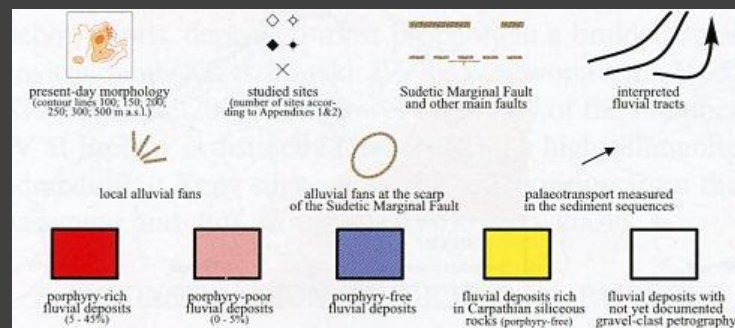 present-day morphology
(contour lines 100; 150; 200,
250; 300; 500 m a.s.l.)
studied sites
(number of sites accor-
ding to Appendixes 1&2)
Sudetic Marginal Fault
and other main faults
interpreted
fluvial tracts
local alluvial fans
alluvial fans at the scarp
of the Sudetic Marginal Fault
palaeotransport measured
in the sediment sequences
porphyry-rich
fluvial deposits
(5 - 45%)
porphyry-poor
fluvial deposits
(0 - 5%)
porphyry-free
fluvial deposits
fluvial deposits rich
in Carpathian siliceous
rocks (porphyry-free)
fluvial deposits with
not yet documented
gravel-clast petrography